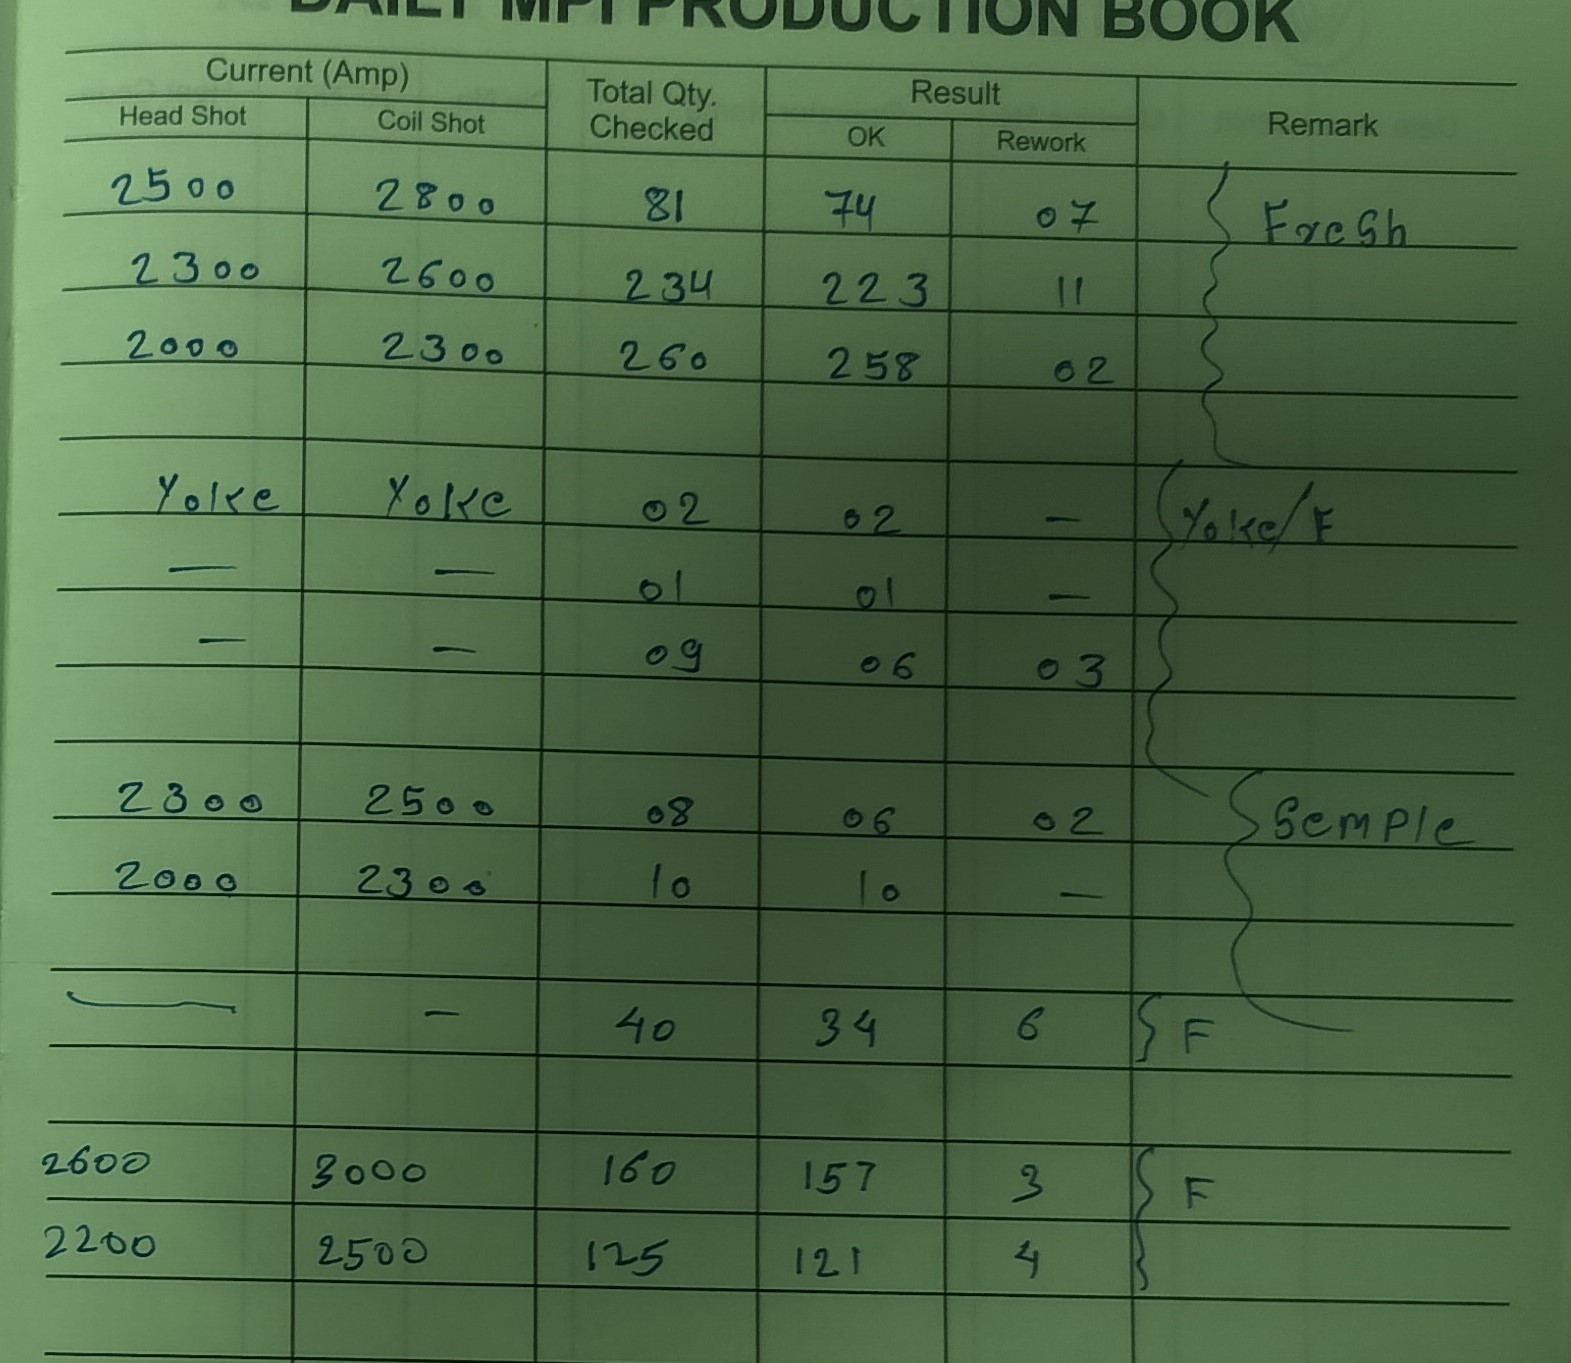 DAILY MPI PRODUCTION BOOK
Current (Amp) Total Qty. Checked Result Remark
Head Shot Coil Shot OK Rework
2500 2800 81 74 07 Fresh
2300 2600 234 223 11
2000 2300 260 258 02
Yoke Yoke 02 02 — Yoke/F
— — 01 01 —
— — 09 06 03
2300 2500 08 06 02 Semple
2000 2300 10 10 —
— — 40 34 6 F
2600 3000 160 157 3 F
2200 2500 125 121 4